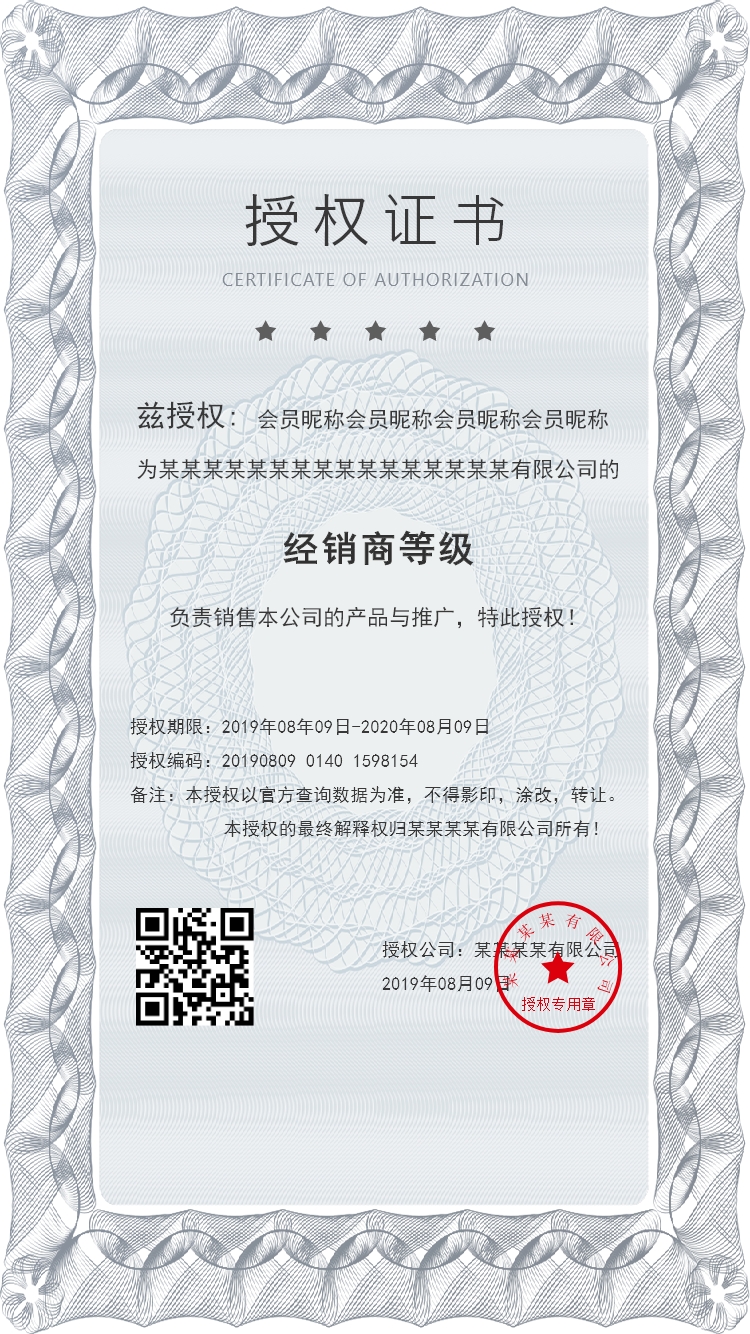 授权证书
CERTIFICATE OF AUTHORIZATION
兹授权：会员昵称会员昵称会员昵称会员昵称
为某某某某某某某某某某某某某某某某有限公司的
经销商等级
负责销售本公司的产品与推广，特此授权！
授权期限：2019年08年09日-2020年08月09日
授权编码：20190809 0140 1598154
备注：本授权以官方查询数据为准，不得影印，涂改，转让。
本授权的最终解释权归某某某某有限公司所有！
授权公司：某某某某有限公司
2019年08月09日
某某某某有限公司
授权专用章